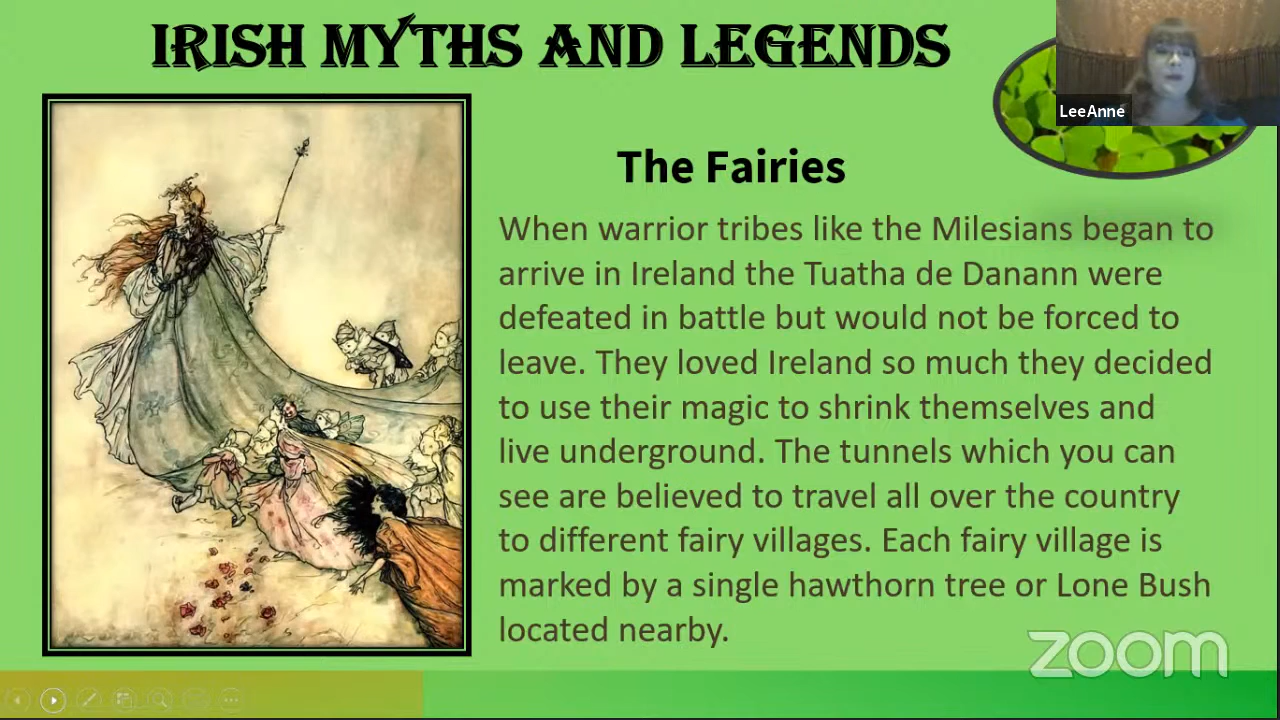 IRISH MYTHS AND LEGENDS
LeeAnne
The Fairies
When warrior tribes like the Milesians began to
arrive in Ireland the Tuatha de Danann were
defeated in battle but would not be forced to
leave. They loved Ireland so much they decided
to use their magic to shrink themselves and
live underground. The tunnels which you can
see are believed to travel all over the country
to different fairy villages. Each fairy village is
marked by a single hawthorn tree or Lone Bush
located nearby.
zoom